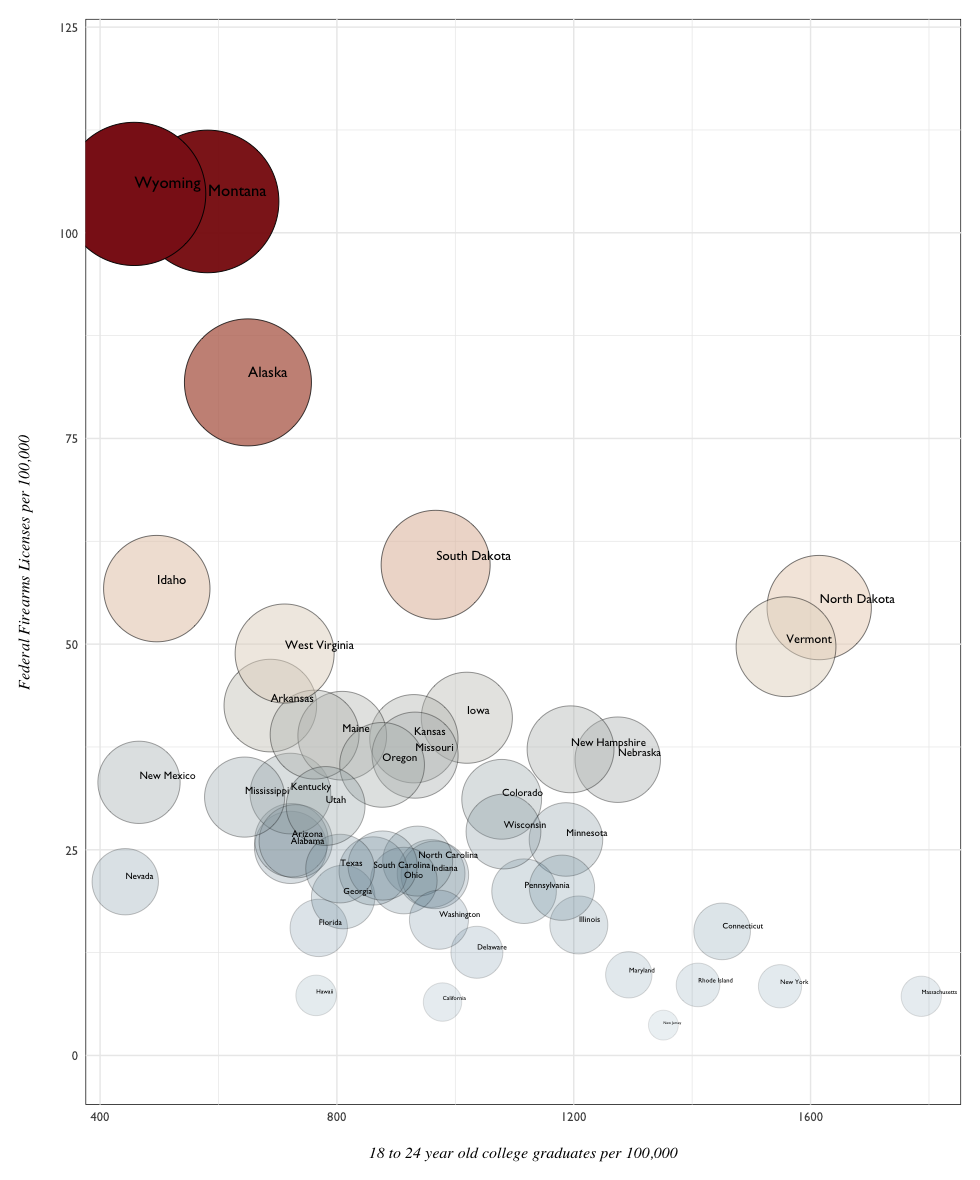 125
Wyoming
Montana
100
Alaska
75
South Dakota
Idaho
North Dakota
Vermont
50
West Virginia
Arkansas
Iowa
Maine
Kansas
New Hampshire
Missouri
Nebraska
Oregon
New Mexico
Kentucky
Mississippi
Colorado
Utah
Wisconsin
Arizona
Minnesota
Alabama
25
North Carolina
Texas
South Carolina
Indiana
Ohio
Nevada
Pennsylvania
Georgia
Washington
Illinois
Florida
Connecticut
Delaware
Maryland
Rhode Island
New York
Hawaii
California
Massachusetts
New Jersey
0
400 800 1200 1600
18 to 24 year old college graduates per 100,000
Federal Firearms Licenses per 100,000